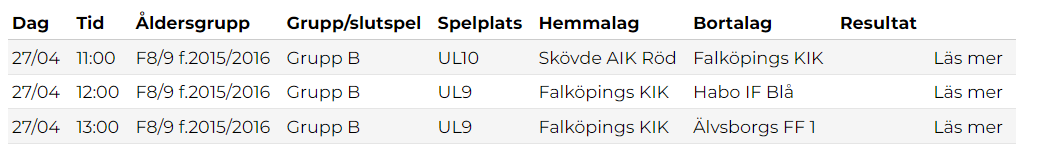 Dag Tid Åldersgrupp Grupp/slutspel Spelplats Hemmalag Bortalag Resultat
27/04 11:00 F8/9 f.2015/2016 Grupp B UL10 Skövde AIK Röd Falköpings KIK Läs mer
27/04 12:00 F8/9 f.2015/2016 Grupp B UL9 Falköpings KIK Habo IF Blå Läs mer
27/04 13:00 F8/9 f.2015/2016 Grupp B UL9 Falköpings KIK Älvsborgs FF 1 Läs mer